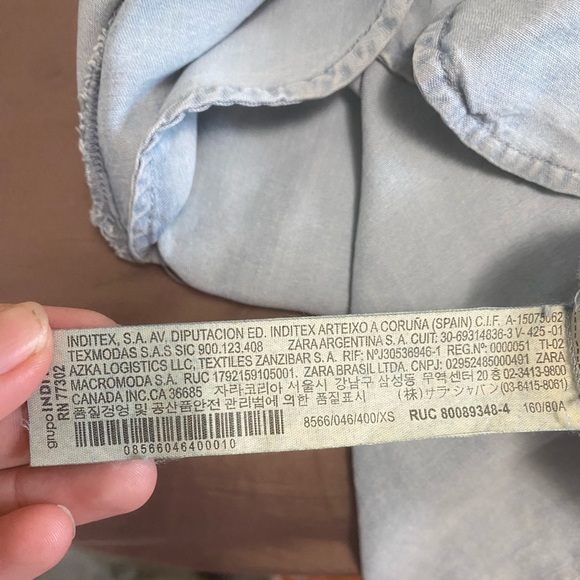 grupo INDI
RN 77302
INDITEX, S.A. AV. DIPUTACION ED. INDITEX ARTEIXO A CORUÑA (SPAIN) C.I.F. A-15075062
TEXMODAS S.A.S SIC 900.123.408 ZARA ARGENTINA S.A. CUIT. 30-69314836-3 V- 425 -01
AZKA LOGISTICS LLC, TEXTILES ZANZIBAR S.A. RIF: NºJ30536946-1 REG.Nº: 0000051 TI-02
MACROMODA S.A. RUC 1792159105001. ZARA BRASIL LTDA. CNPJ: 02952485000491 ZARA
CANADA INC.CA 36685 자라코리아 서울시 강남구 삼성동 무역센터 20층 02-3413-9800
품질경영 및 공산품안전 관리법에 의한 품질표시 (株) ザラ・ジャパン (03-6415-8061)
08566046400010
8566/046/400/XS RUC 80089348-4 160/80A